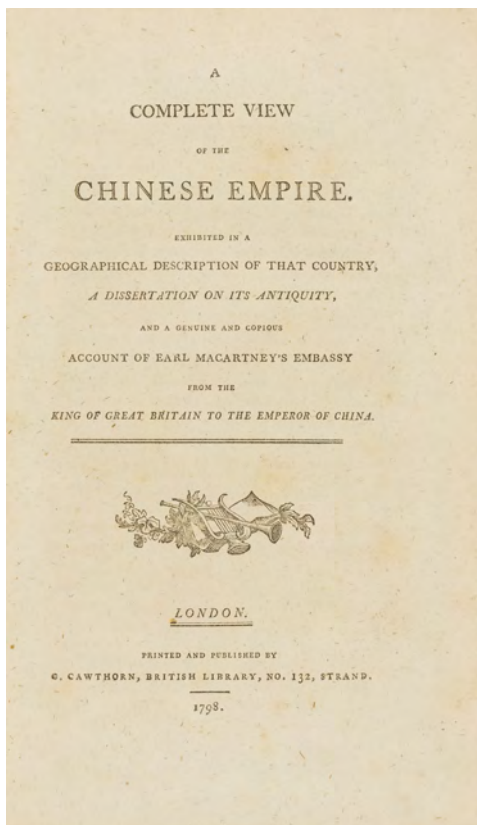 A
COMPLETE VIEW
OF THE
CHINESE EMPIRE.
EXHIBITED IN A
GEOGRAPHICAL DESCRIPTION OF THAT COUNTRY,
A DISSERTATION ON ITS ANTIQUITY,
AND A GENUINE AND COPIOUS
ACCOUNT OF EARL MACARTNEY'S EMBASSY
FROM THE
KING OF GREAT BRITAIN TO THE EMPEROR OF CHINA.
LONDON.
PRINTED AND PUBLISHED BY
G. CAWTHORN, BRITISH LIBRARY, NO. 132, STRAND.
1798.